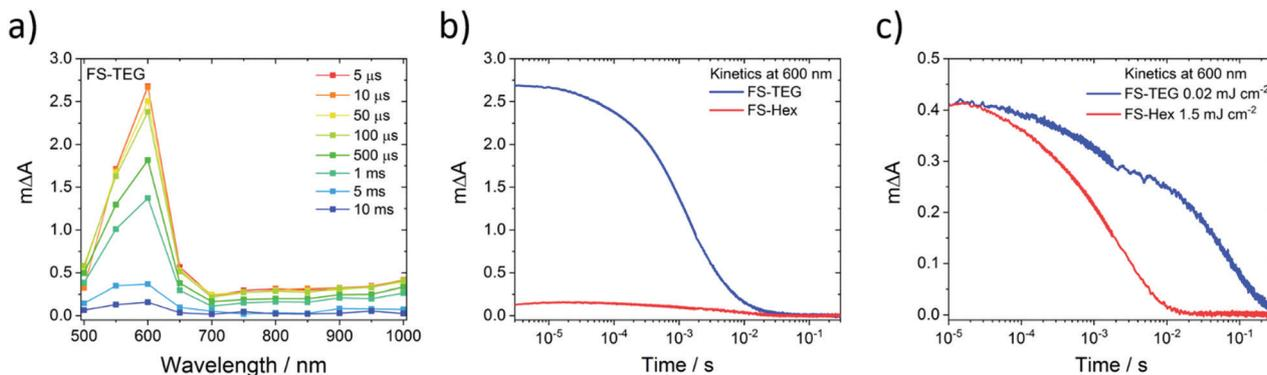 a)
FS-TEG
5 μs
10 μs
50 μs
100 μs
500 μs
1 ms
5 ms
10 ms
mΔA
3.0
2.5
2.0
1.5
1.0
0.5
0.0
500 600 700 800 900 1000
Wavelength / nm
b)
Kinetics at 600 nm
FS-TEG
FS-Hex
mΔA
3.0
2.5
2.0
1.5
1.0
0.5
0.0
10⁻⁵ 10⁻⁴ 10⁻³ 10⁻² 10⁻¹
Time / s
c)
Kinetics at 600 nm
FS-TEG 0.02 mJ cm⁻²
FS-Hex 1.5 mJ cm⁻²
mΔA
0.5
0.4
0.3
0.2
0.1
0.0
10⁻⁵ 10⁻⁴ 10⁻³ 10⁻² 10⁻¹
Time / s